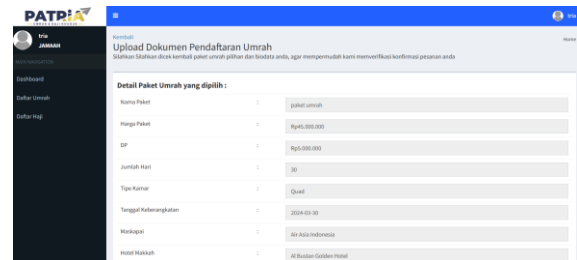 PATRIA
tria
tria
JAMAAH
MAIN NAVIGATION
Dashboard
Daftar Umrah
Daftar Haji
Kembali
Home
Upload Dokumen Pendaftaran Umrah
Silahkan Silahkan dicek kembali paket umrah pilihan dan biodata anda, agar mempermudah kami memverifikasi konfirmasi pesanan anda
Detail Paket Umrah yang dipilih :
Nama Paket : paket umrah
Harga Paket : Rp45.000.000
DP : Rp5.000.000
Jumlah Hari : 30
Tipe Kamar : Quad
Tanggal Keberangkatan : 2024-03-30
Maskapai : Air Asia Indonesia
Hotel Makkah : Al Bustan Golden Hotel